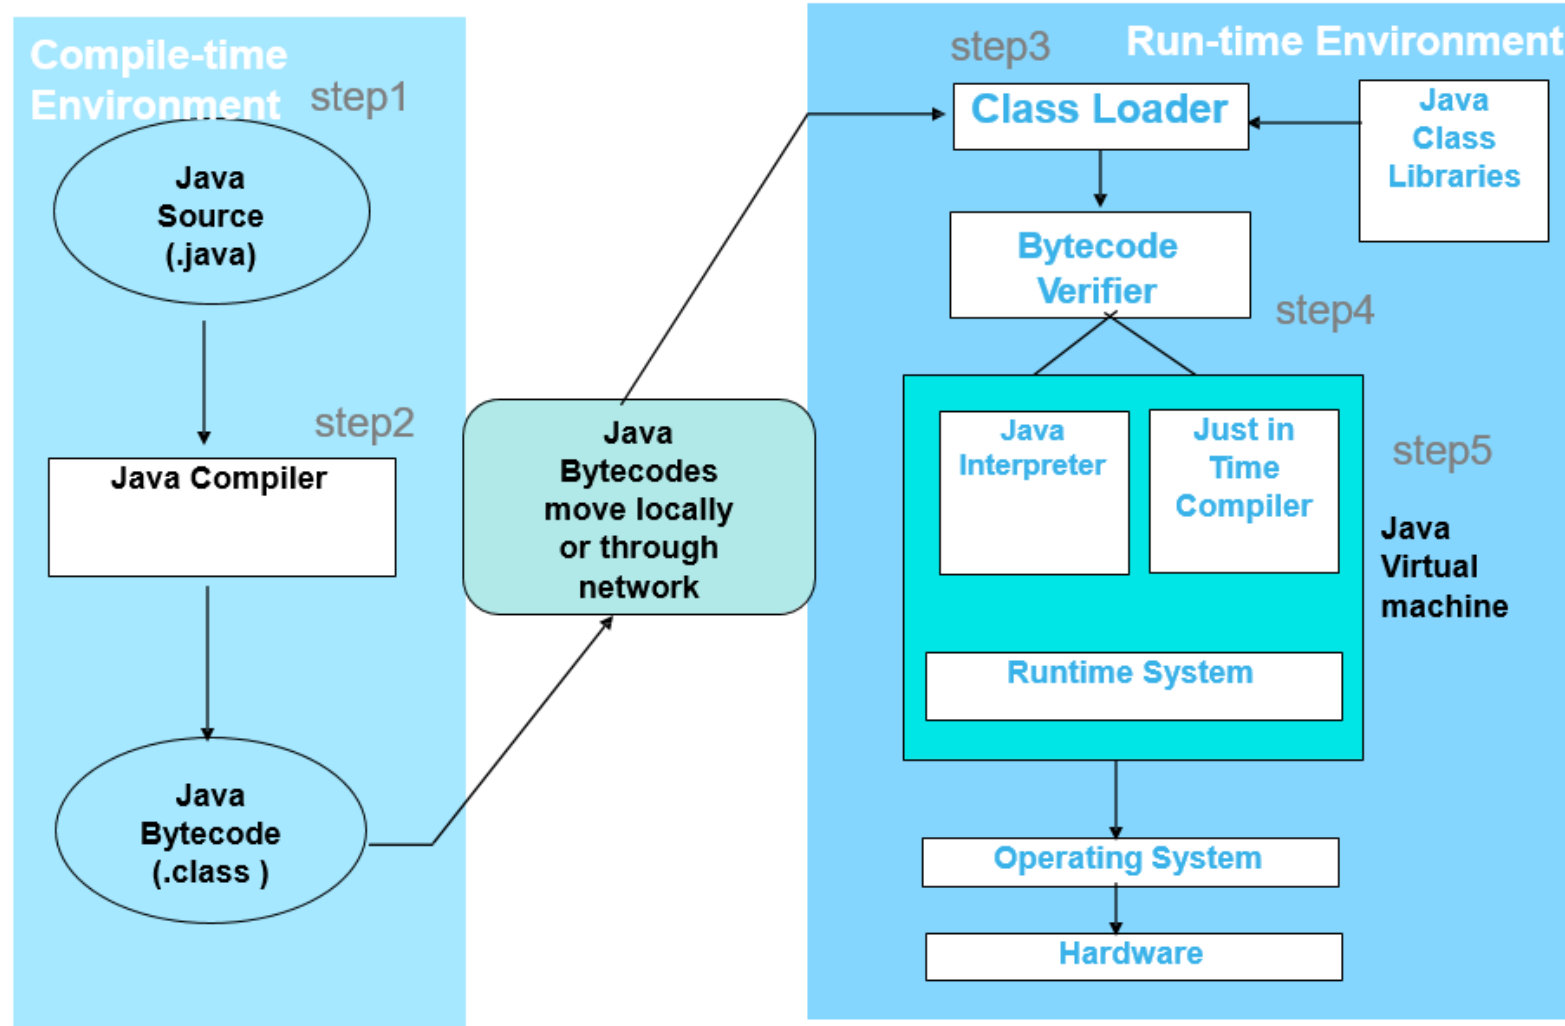 Compile-time
Environment
step1
Java
Source
(.java)
step2
Java Compiler
Java
Bytecode
(.class )
Java
Bytecodes
move locally
or through
network
step3
Run-time Environment
Class Loader
Java
Class
Libraries
Bytecode
Verifier
step4
Java
Interpreter
Just in
Time
Compiler
step5
Java
Virtual
machine
Runtime System
Operating System
Hardware